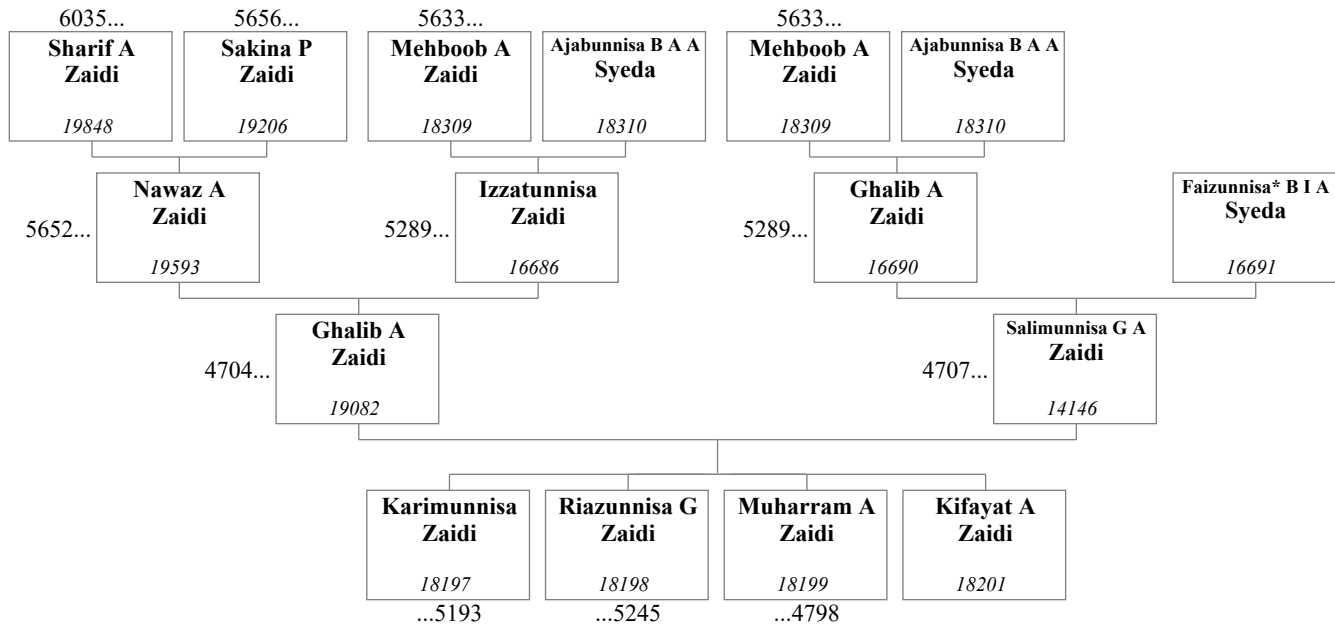 6035...
5656...
5633...
5633...
Sharif A
Zaidi
19848
Sakina P
Zaidi
19206
Mehboob A
Zaidi
18309
Ajabunnisa B A A
Syeda
18310
Mehboob A
Zaidi
18309
Ajabunnisa B A A
Syeda
18310
5652...
Nawaz A
Zaidi
19593
5289...
Izzatunnisa
Zaidi
16686
5289...
Ghalib A
Zaidi
16690
Faizunnisa* B I A
Syeda
16691
4704...
Ghalib A
Zaidi
19082
4707...
Salimunnisa G A
Zaidi
14146
Karimunnisa
Zaidi
18197
...5193
Riazunnisa G
Zaidi
18198
...5245
Muharram A
Zaidi
18199
...4798
Kifayat A
Zaidi
18201